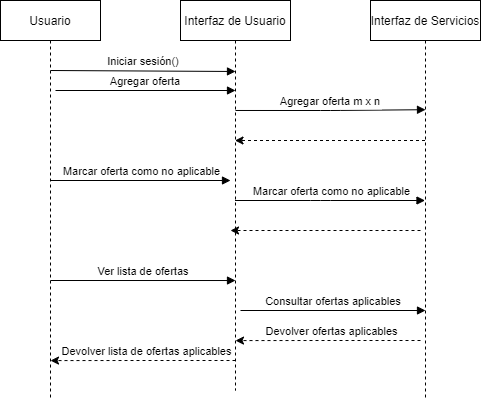 Usuario
Interfaz de Usuario
Interfaz de Servicios
Iniciar sesión()
Agregar oferta
Agregar oferta m x n
Marcar oferta como no aplicable
Marcar oferta como no aplicable
Ver lista de ofertas
Consultar ofertas aplicables
Devolver ofertas aplicables
Devolver lista de ofertas aplicables